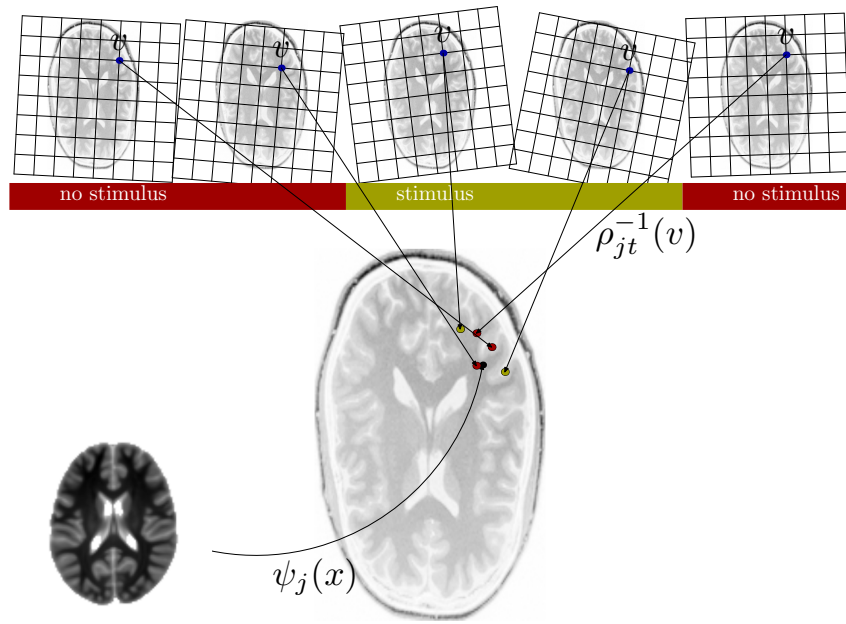 v
v
v
v
v
no stimulus
stimulus
no stimulus
ρ_{jt}^{-1}(v)
ψ_j(x)